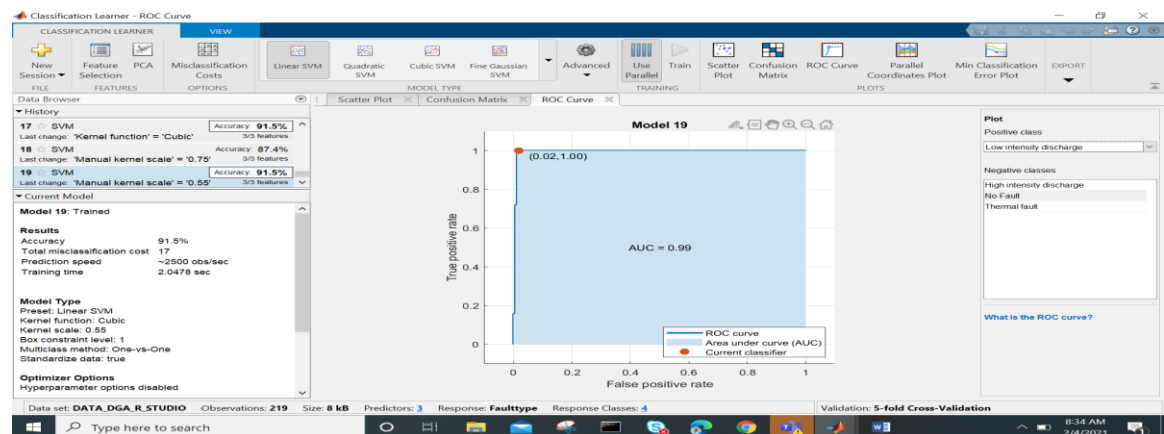 Classification Learner - ROC Curve
CLASSIFICATION LEARNER VIEW
New Session
Feature Selection
PCA
Misclassification Costs
Linear SVM
Quadratic SVM
Cubic SVM
Fine Gaussian SVM
Advanced
Use Parallel
Train
Scatter Plot
Confusion Matrix
ROC Curve
Parallel Coordinates Plot
Min Classification Error Plot
EXPORT
FILE FEATURES OPTIONS MODEL TYPE TRAINING PLOTS
Data Browser
Scatter Plot Confusion Matrix ROC Curve
History
17 SVM Accuracy: 91.5%
Last change: 'Kernel function' = 'Cubic' 3/3 features
18 SVM Accuracy: 87.4%
Last change: 'Manual kernel scale' = '0.75' 3/3 features
19 SVM Accuracy: 91.5%
Last change: 'Manual kernel scale' = '0.55' 3/3 features
Current Model
Model 19: Trained
Results
Accuracy 91.5%
Total misclassification cost 17
Prediction speed ~2500 obs/sec
Training time 2.0478 sec
Model Type
Preset: Linear SVM
Kernel function: Cubic
Kernel scale: 0.55
Box constraint level: 1
Multiclass method: One-vs-One
Standardize data: true
Optimizer Options
Hyperparameter options disabled
Model 19
(0.02,1.00)
AUC = 0.99
True positive rate
1
0.8
0.6
0.4
0.2
0
0 0.2 0.4 0.6 0.8 1
False positive rate
ROC curve
Area under curve (AUC)
Current classifier
Plot
Positive class
Low intensity discharge
Negative classes
High intensity discharge
No Fault
Thermal fault
What is the ROC curve?
Data set: DATA_DGA_R_STUDIO Observations: 219 Size: 8 kB Predictors: 3 Response: Faulttype Response Classes: 4 Validation: 5-fold Cross-Validation
Type here to search
8:34 AM
2/4/2021